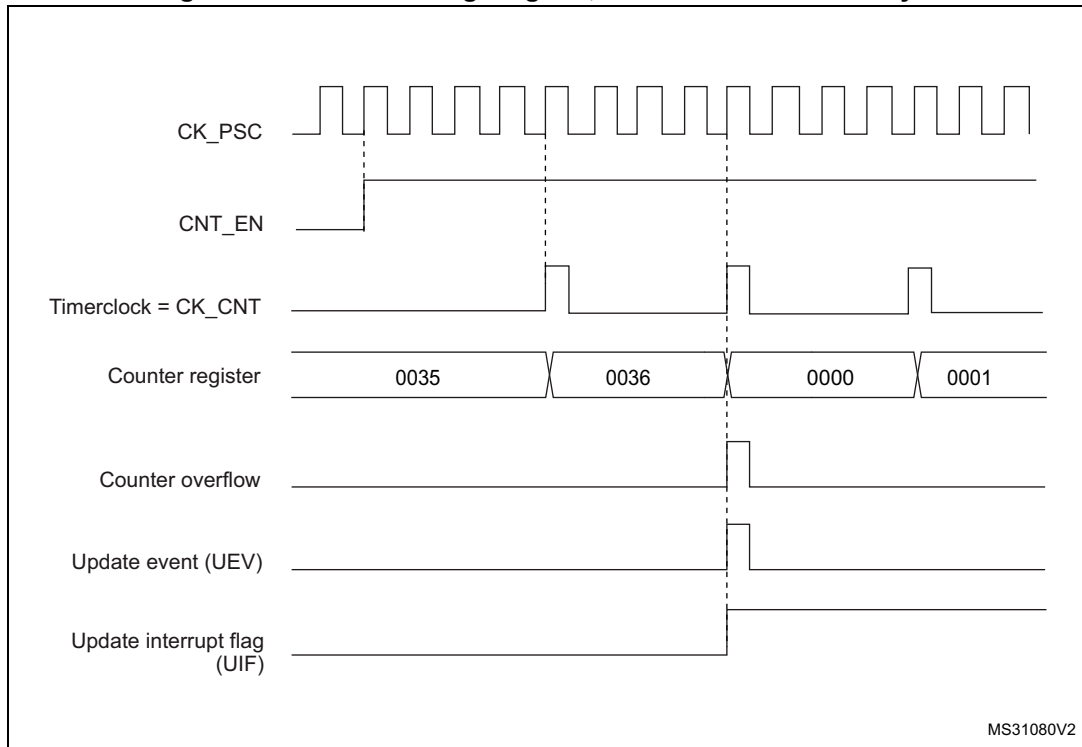 CK_PSC
CNT_EN
Timerclock = CK_CNT
Counter register
0035
0036
0000
0001
Counter overflow
Update event (UEV)
Update interrupt flag
(UIF)
MS31080V2